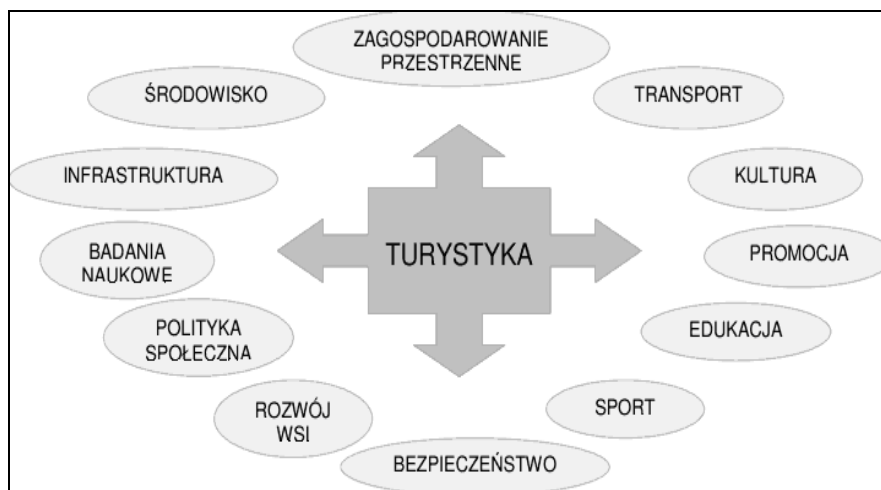 ZAGOSPODAROWANIE
PRZESTRZENNE
ŚRODOWISKO
TRANSPORT
INFRASTRUKTURA
KULTURA
BADANIA
NAUKOWE
TURYSTYKA
PROMOCJA
POLITYKA
SPOŁECZNA
EDUKACJA
ROZWÓJ
WSI
SPORT
BEZPIECZEŃSTWO